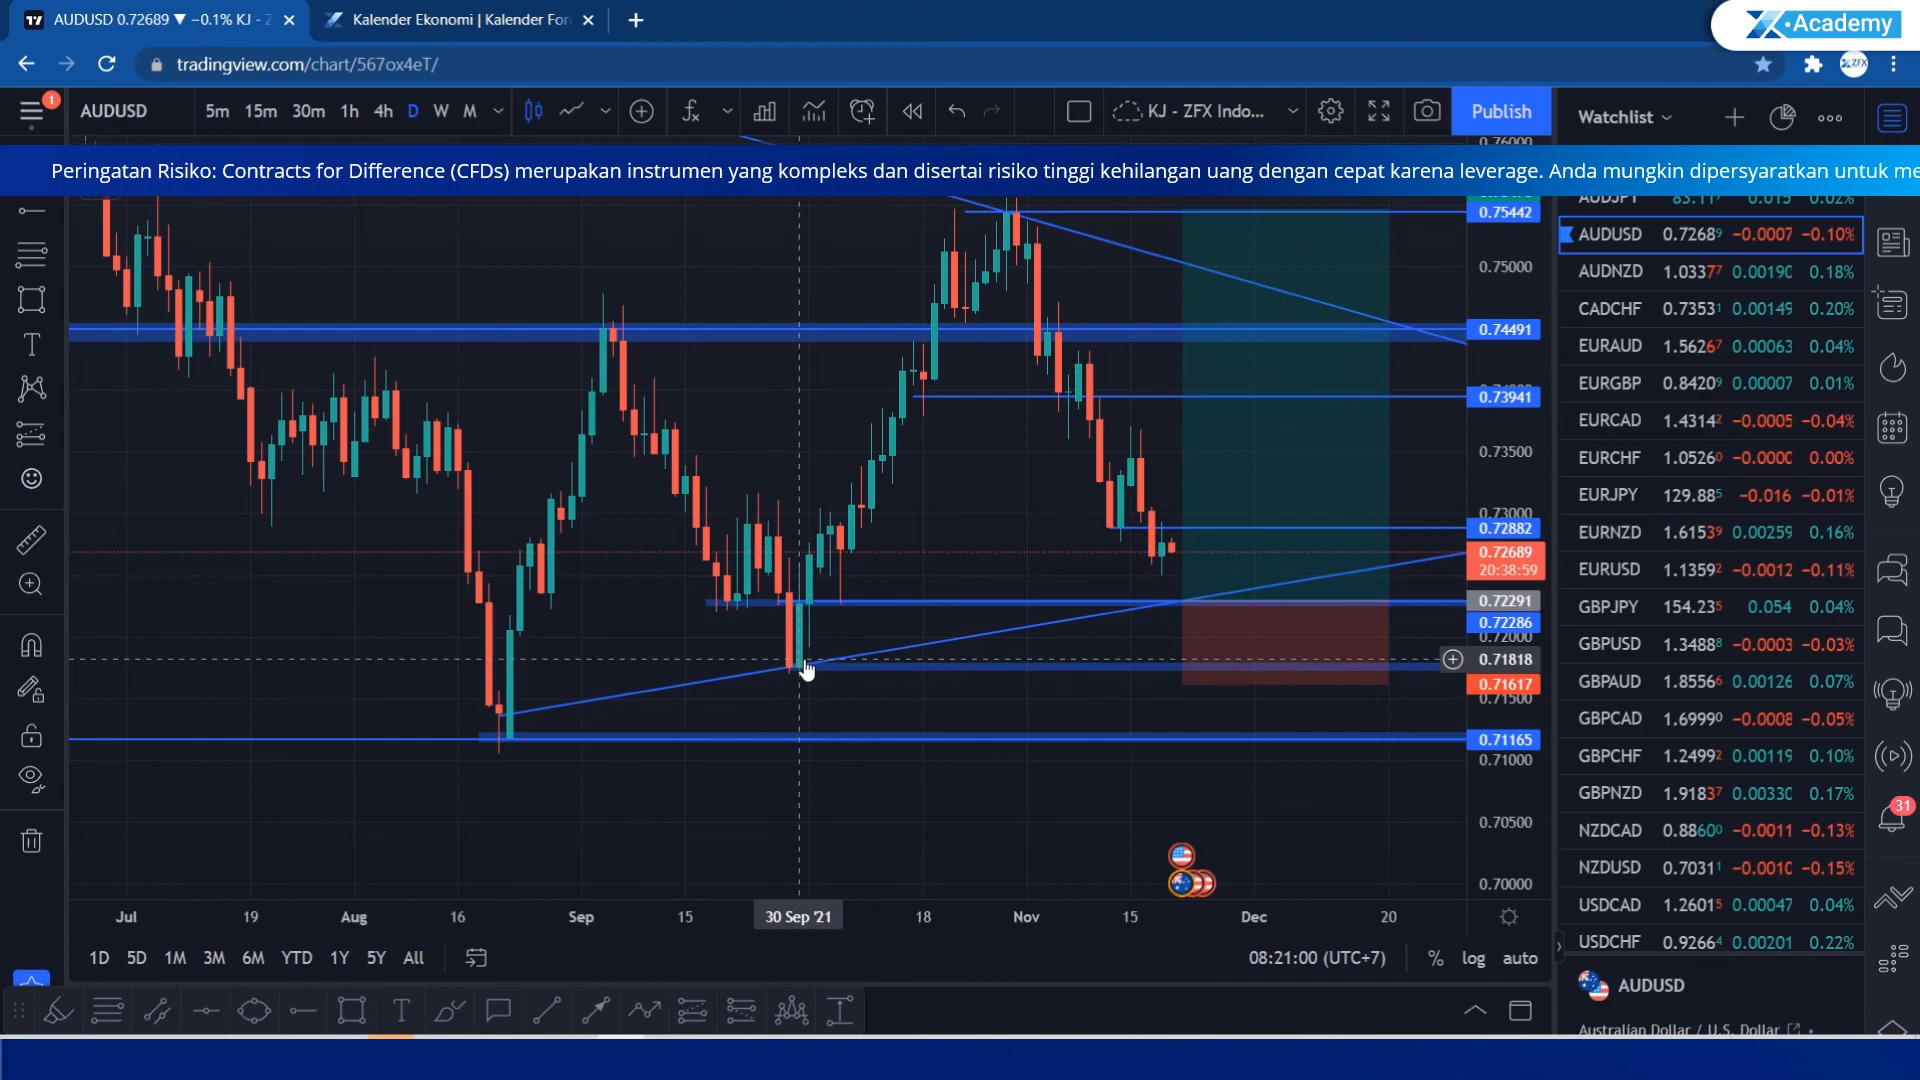 AUDUSD 0.72689 ▼ −0.1% KJ - Z
Kalender Ekonomi | Kalender For
Academy
tradingview.com/chart/567ox4eT/
ZFX
1
AUDUSD
5m 15m 30m 1h 4h D W M
KJ - ZFX Indo...
Publish
Watchlist
0.76000
Peringatan Risiko: Contracts for Difference (CFDs) merupakan instrumen yang kompleks dan disertai risiko tinggi kehilangan uang dengan cepat karena leverage. Anda mungkin dipersyaratkan untuk me
AUDJPY 83.117 0.015 0.02%
0.75442
AUDUSD 0.72689 −0.0007 −0.10%
0.75000
AUDNZD 1.03377 0.00190 0.18%
CADCHF 0.73531 0.00149 0.20%
0.74491
EURAUD 1.56267 0.00063 0.04%
EURGBP 0.84209 0.00007 0.01%
0.73941
EURCAD 1.43142 −0.0005 −0.04%
0.73500
EURCHF 1.05260 −0.0000 0.00%
EURJPY 129.885 −0.016 −0.01%
0.73000
0.72882
EURNZD 1.61539 0.00259 0.16%
0.72689
20:38:59
EURUSD 1.13592 −0.0012 −0.11%
0.72291
GBPJPY 154.235 0.054 0.04%
0.72286
0.72000
GBPUSD 1.34888 −0.0003 −0.03%
0.71818
0.71617
GBPAUD 1.85566 0.00126 0.07%
0.71500
GBPCAD 1.69990 −0.0008 −0.05%
0.71165
0.71000
GBPCHF 1.24992 0.00119 0.10%
GBPNZD 1.91837 0.00330 0.17%
31
0.70500
NZDCAD 0.88600 −0.0011 −0.13%
NZDUSD 0.70311 −0.0010 −0.15%
0.70000
USDCAD 1.26015 0.00047 0.04%
Jul 19 Aug 16 Sep 15 30 Sep '21 18 Nov 15 Dec 20
USDCHF 0.92664 0.00201 0.22%
1D 5D 1M 3M 6M YTD 1Y 5Y All
08:21:00 (UTC+7) % log auto
AUDUSD
Australian Dollar / U.S. Dollar